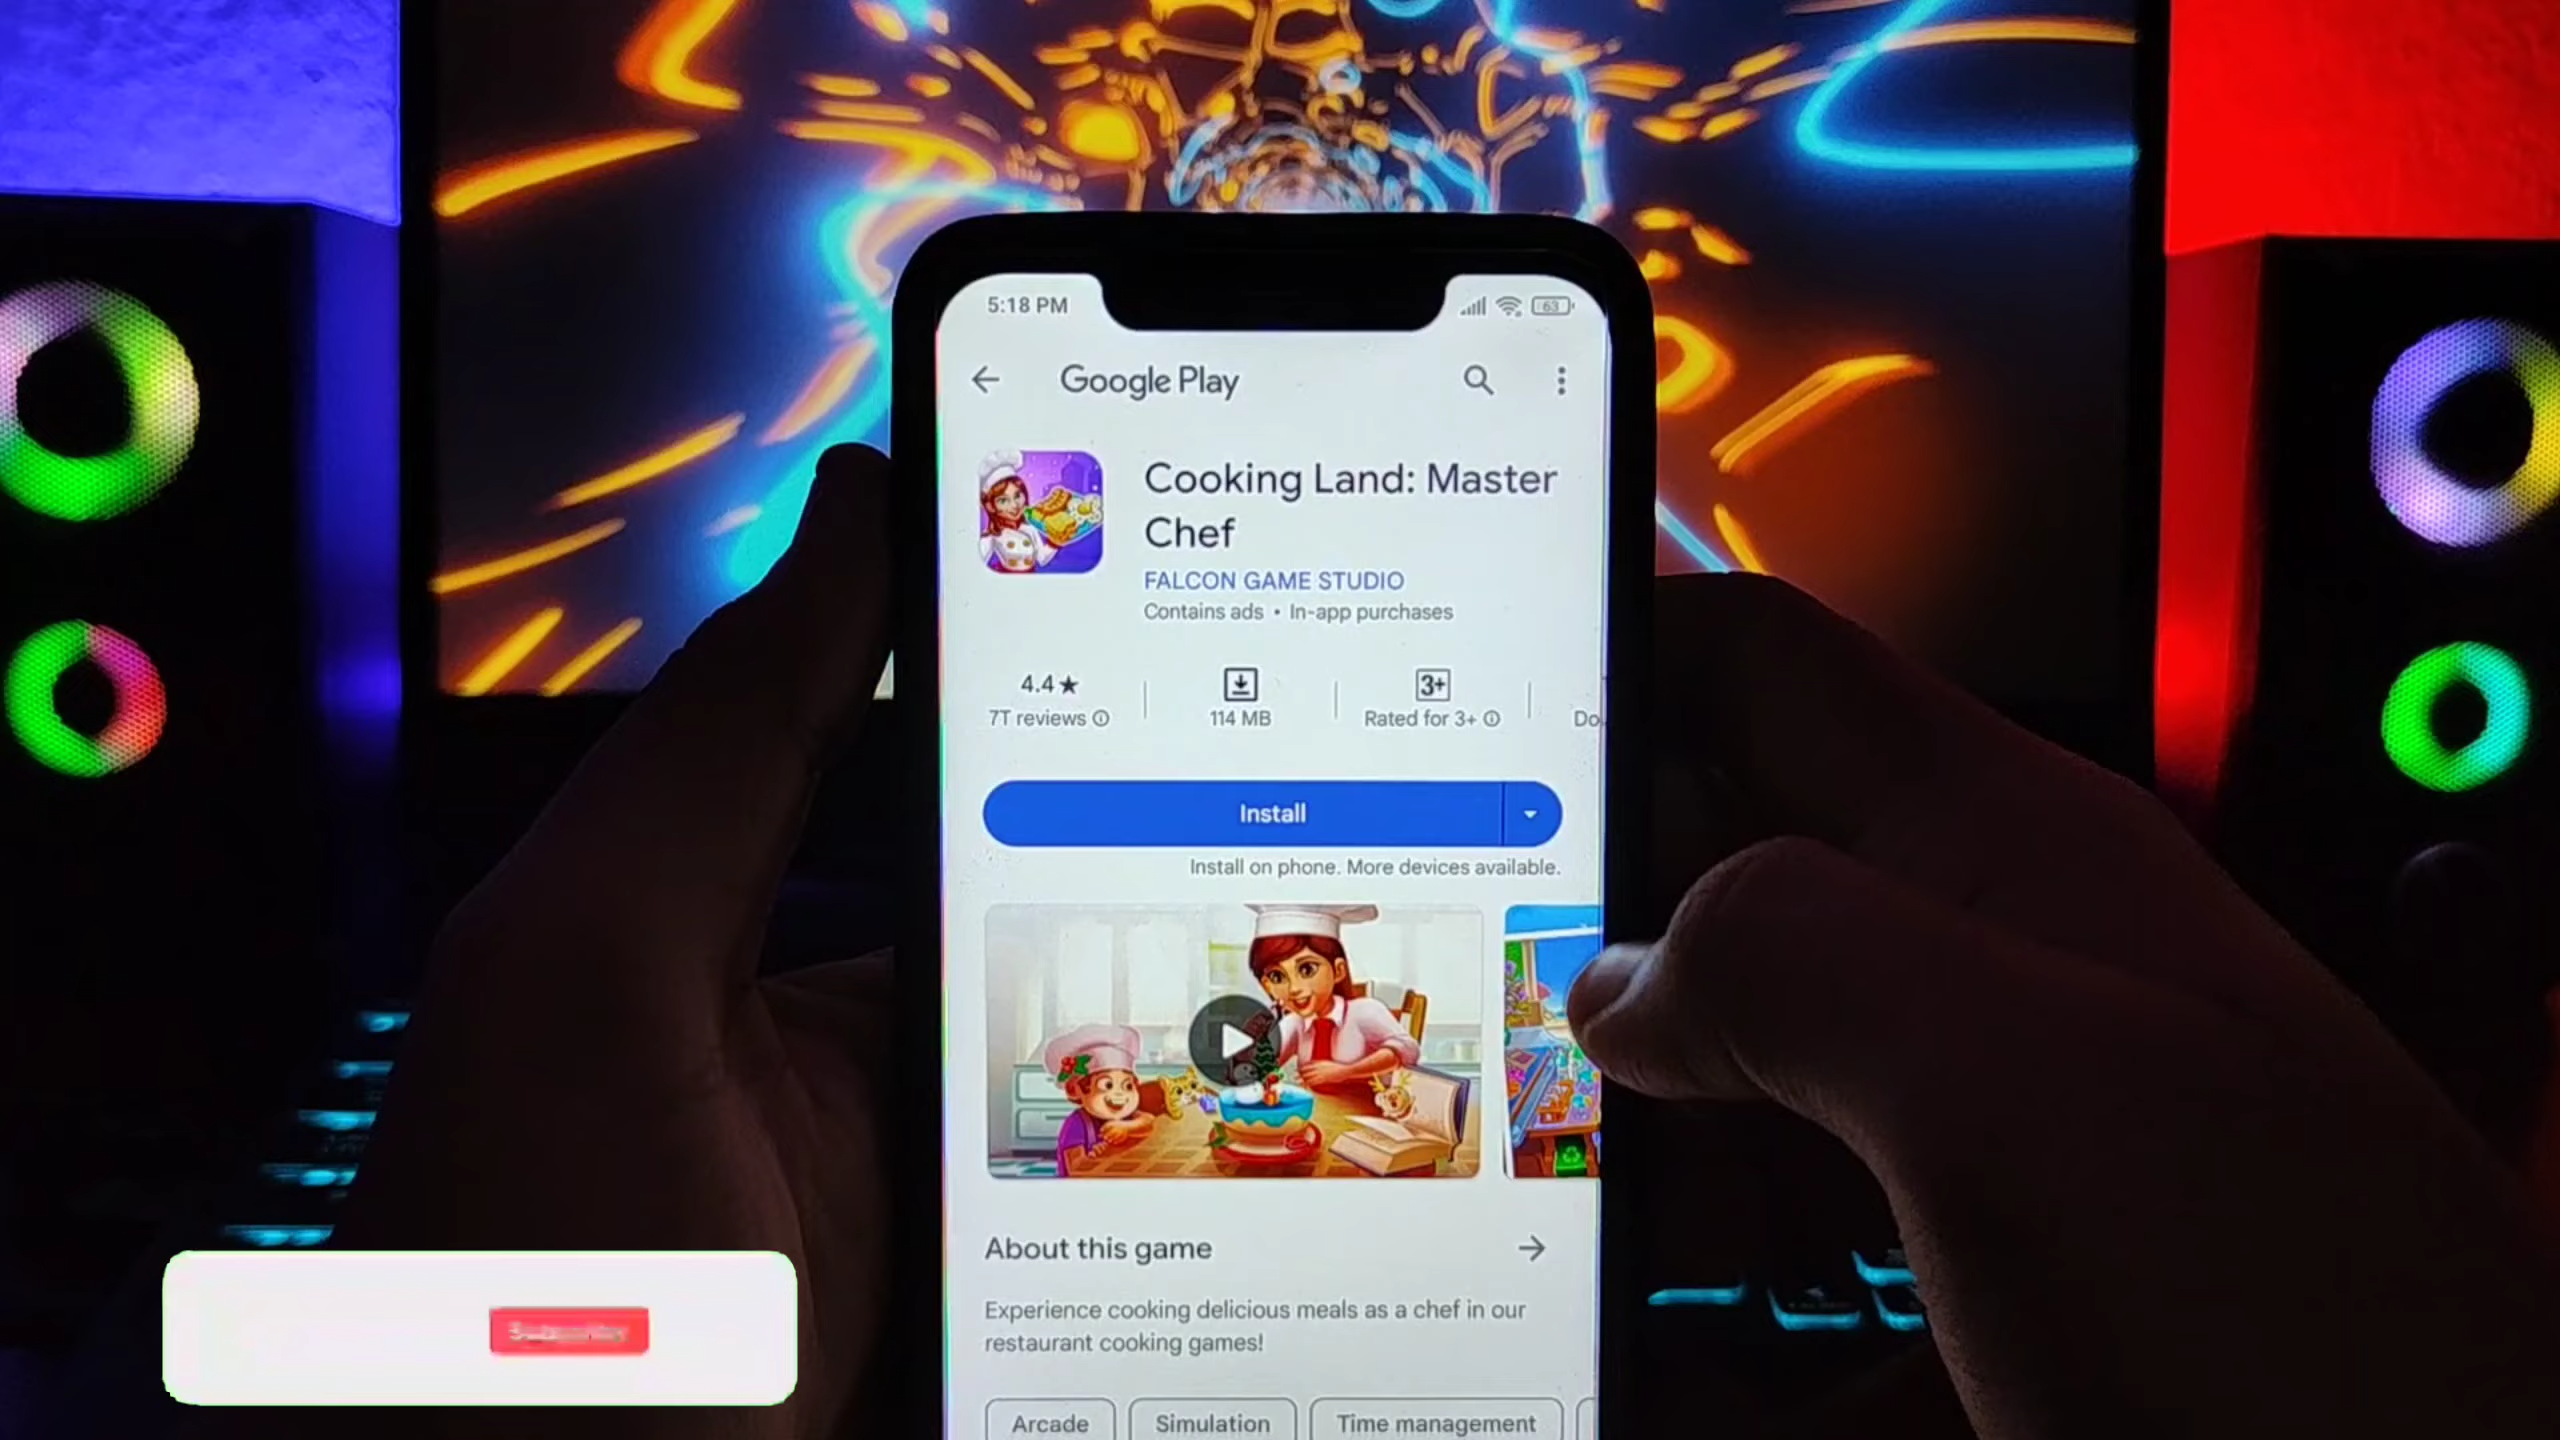 5:18 PM
63
Google Play
Cooking Land: Master
Chef
FALCON GAME STUDIO
Contains ads • In-app purchases
4.4★
7T reviews
114 MB
3+
Rated for 3+
Install
Install on phone. More devices available.
About this game
Experience cooking delicious meals as a chef in our
restaurant cooking games!
Arcade
Simulation
Time management